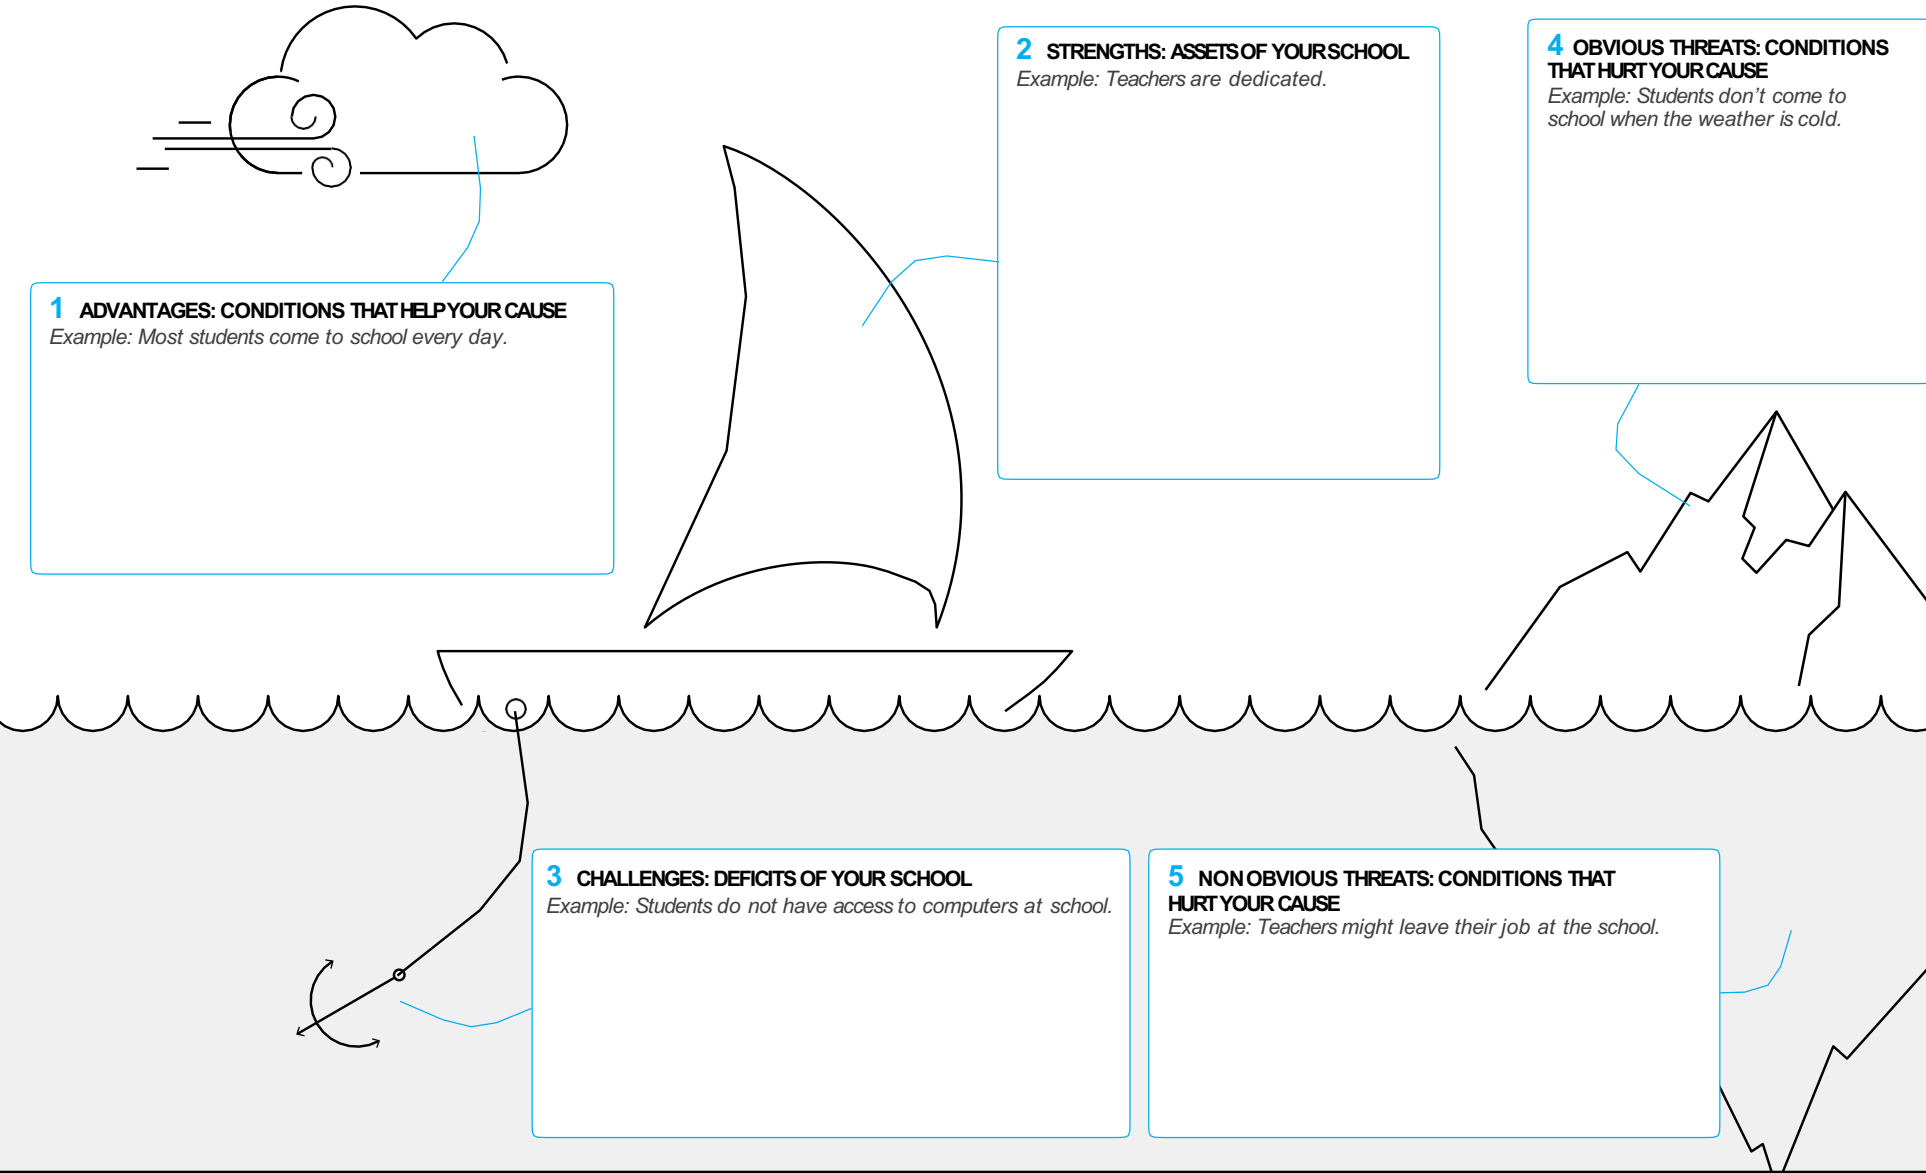 1 ADVANTAGES: CONDITIONS THAT HELP YOUR CAUSE
Example: Most students come to school every day.
2 STRENGTHS: ASSETS OF YOUR SCHOOL
Example: Teachers are dedicated.
3 CHALLENGES: DEFICITS OF YOUR SCHOOL
Example: Students do not have access to computers at school.
4 OBVIOUS THREATS: CONDITIONS
THAT HURT YOUR CAUSE
Example: Students don't come to
school when the weather is cold.
5 NON OBVIOUS THREATS: CONDITIONS THAT
HURT YOUR CAUSE
Example: Teachers might leave their job at the school.